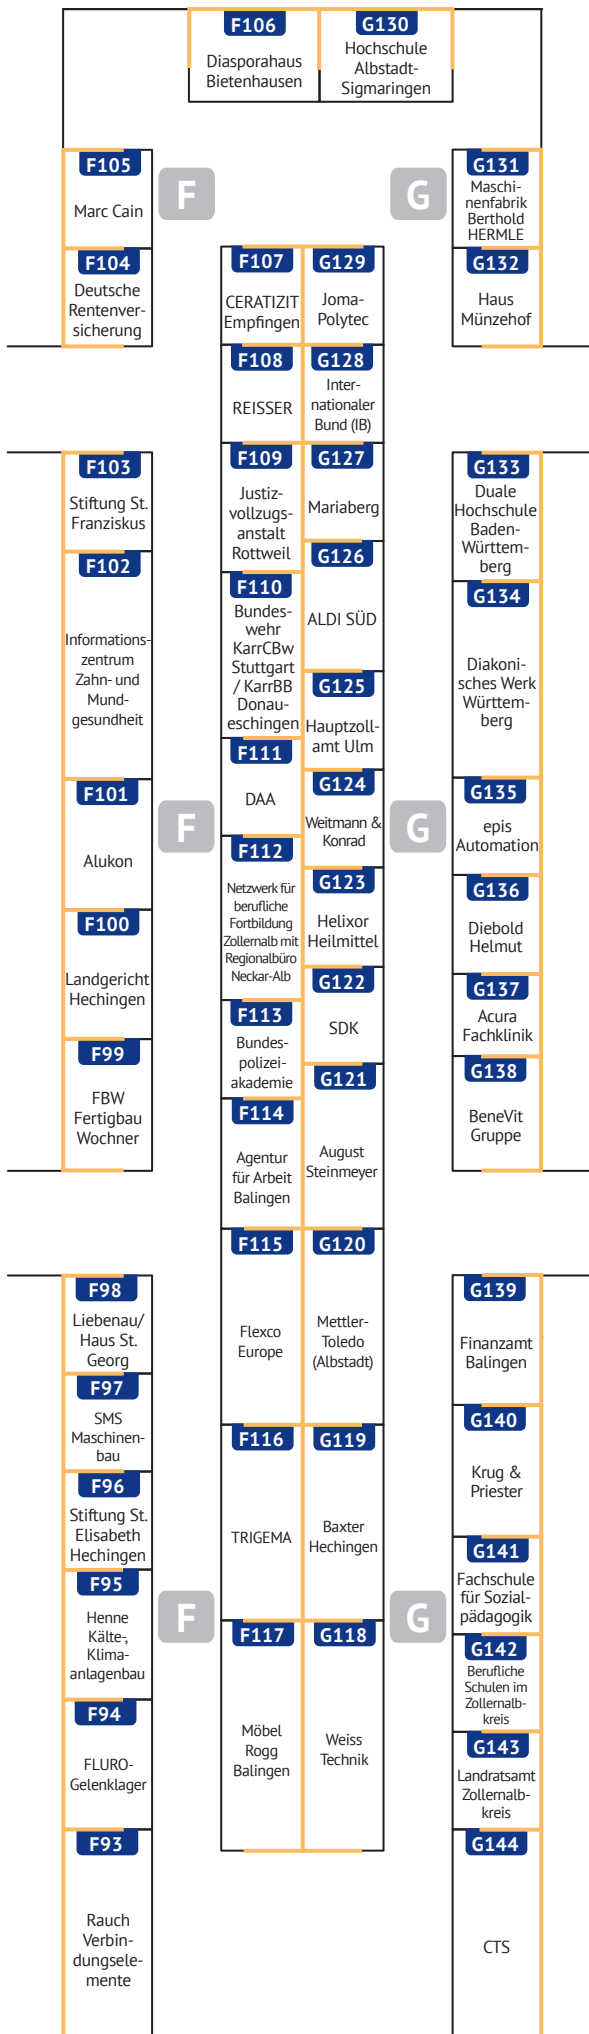 F106
Diasporahaus
Bietenhausen
G130
Hochschule
Albstadt-
Sigmaringen
F105
Marc Cain
F
G
G131
Maschi-
nenfabrik
Berthold
HERMLE
F104
Deutsche
Rentenver-
sicherung
G132
Haus
Münzehof
F107
CERATIZIT
Empfingen
G129
Joma-
Polytec
F108
REISSER
G128
Inter-
nationaler
Bund (IB)
F109
Justiz-
vollzugs-
anstalt
Rottweil
G127
Mariaberg
F103
Stiftung St.
Franziskus
G133
Duale
Hochschule
Baden-
Württem-
berg
F102
Informations-
zentrum
Zahn- und
Mund-
gesundheit
F110
Bundes-
wehr
KarrCBw
Stuttgart
/ KarrBB
Donau-
eschingen
G126
ALDI SÜD
G134
Diakoni-
sches Werk
Württem-
berg
G125
Hauptzoll-
amt Ulm
F111
DAA
G124
Weitmann &
Konrad
F101
Alukon
F
G
G135
epis
Automation
F112
Netzwerk für
berufliche
Fortbildung
Zollernalb mit
Regionalbüro
Neckar-Alb
G123
Helixor
Heilmittel
G136
Diebold
Helmut
F100
Landgericht
Hechingen
G122
SDK
G137
Acura
Fachklinik
F113
Bundes-
polizei-
akademie
F99
FBW
Fertigbau
Wochner
G121
August
Steinmeyer
G138
BeneVit
Gruppe
F114
Agentur
für Arbeit
Balingen
F115
Flexco
Europe
G120
Mettler-
Toledo
(Albstadt)
F98
Liebenau/
Haus St.
Georg
G139
Finanzamt
Balingen
F97
SMS
Maschinen-
bau
G140
Krug &
Priester
F116
TRIGEMA
G119
Baxter
Hechingen
F96
Stiftung St.
Elisabeth
Hechingen
G141
Fachschule
für Sozial-
pädagogik
F95
Henne
Kälte-,
Klima-
anlagenbau
F
G
F117
Möbel
Rogg
Balingen
G118
Weiss
Technik
G142
Berufliche
Schulen im
Zollernalb-
kreis
F94
FLURO-
Gelenklager
G143
Landratsamt
Zollernalb-
kreis
F93
Rauch
Verbin-
dungsele-
mente
G144
CTS